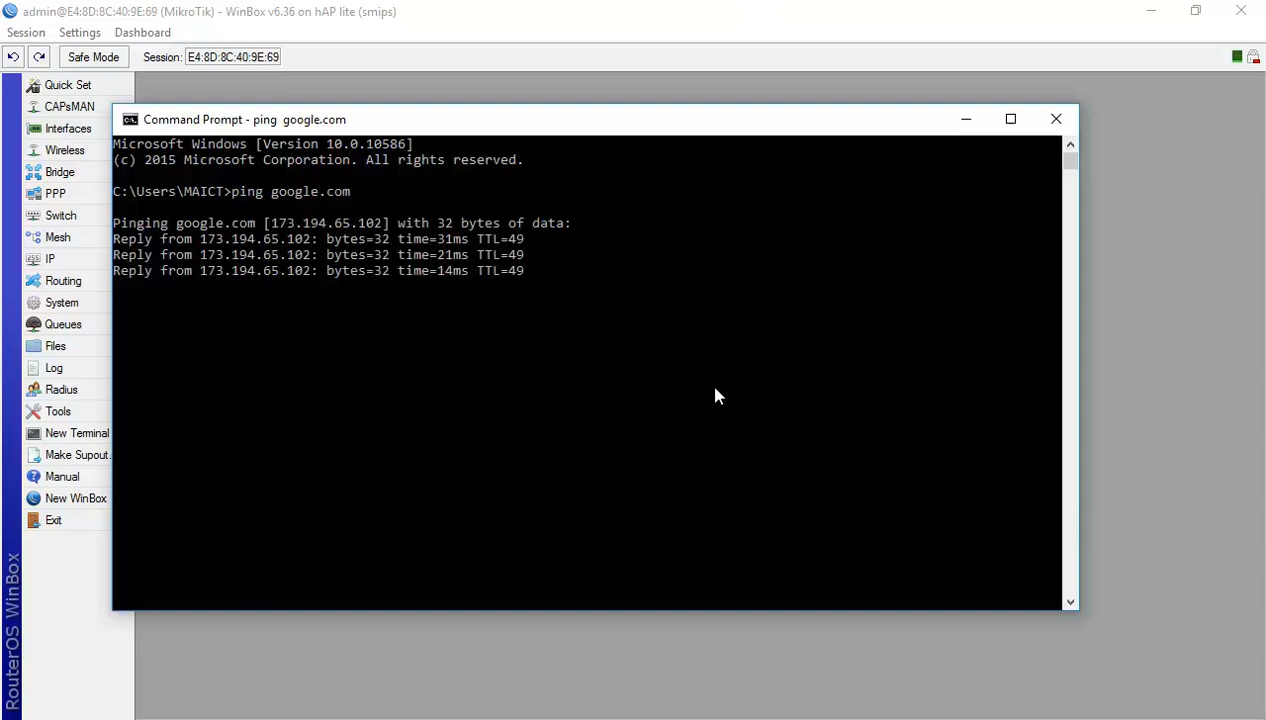 admin@E4:8D:8C:40:9E:69 (MikroTik) - WinBox v6.36 on hAP lite (smips)
Session Settings Dashboard
Safe Mode Session: E4:8D:8C:40:9E:69
Quick Set
CAPsMAN
Interfaces
Wireless
Bridge
PPP
Switch
Mesh
IP
Routing
System
Queues
Files
Log
Radius
Tools
New Terminal
Make Supout.
Manual
New WinBox
Exit
RouterOS WinBox
Command Prompt - ping google.com
Microsoft Windows [Version 10.0.10586]
(c) 2015 Microsoft Corporation. All rights reserved.
C:\Users\MAICT>ping google.com
Pinging google.com [173.194.65.102] with 32 bytes of data:
Reply from 173.194.65.102: bytes=32 time=31ms TTL=49
Reply from 173.194.65.102: bytes=32 time=21ms TTL=49
Reply from 173.194.65.102: bytes=32 time=14ms TTL=49